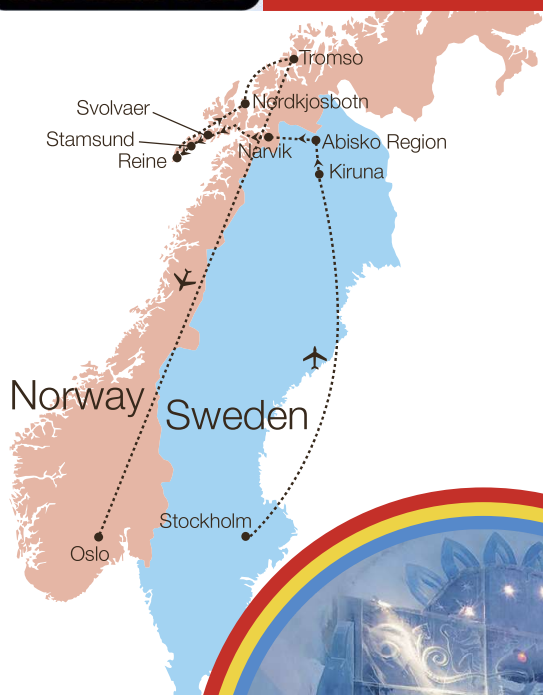 Tromso
Nordkjosbotn
Svolvaer
Stamsund
Reine
Narvik
Abisko Region
Kiruna
Norway
Sweden
Stockholm
Oslo